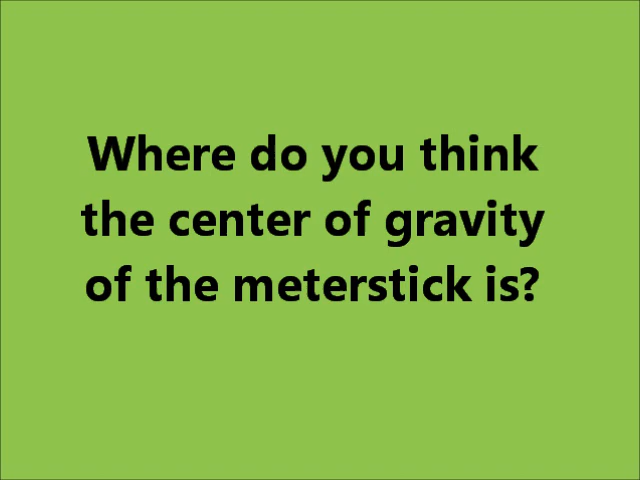 Where do you think
the center of gravity
of the meterstick is?